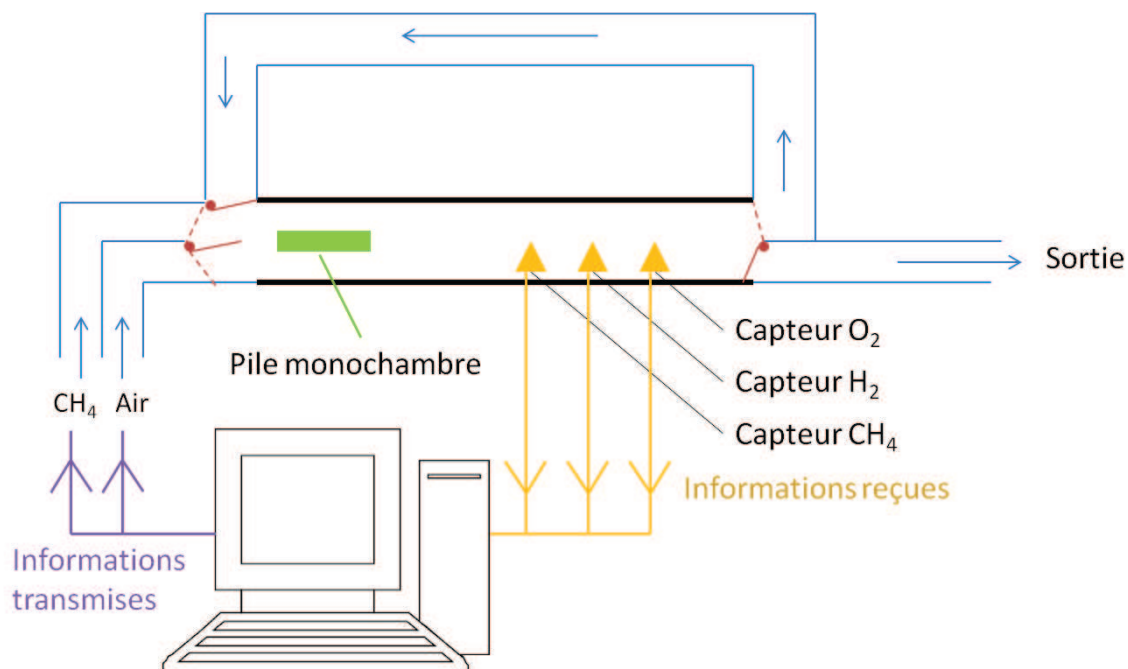 Sortie
Capteur O₂
Pile monochambre
Capteur H₂
CH₄ Air
Capteur CH₄
Informations reçues
Informations
transmises